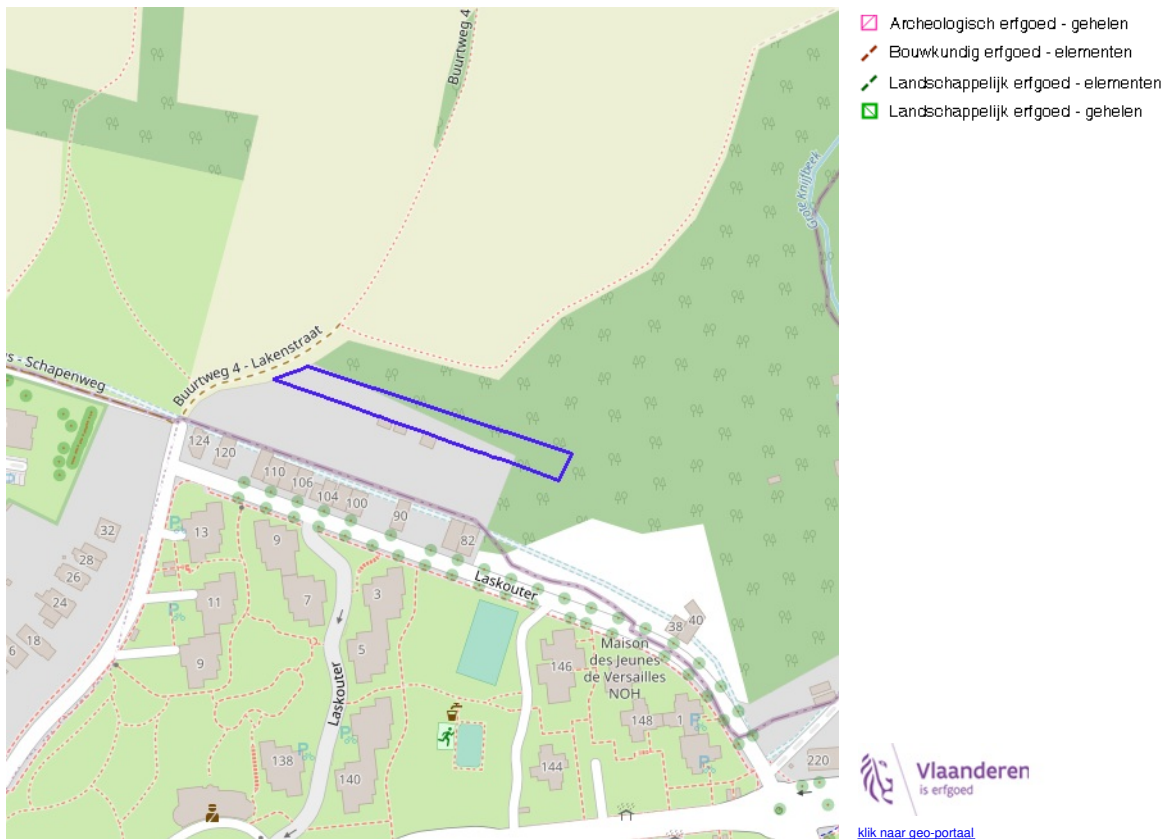 Archeologisch erfgoed - gehelen
Bouwkundig erfgoed - elementen
Landschappelijk erfgoed - elementen
Landschappelijk erfgoed - gehelen
Buurtweg 4
Grote Knijfbeek
Buurtweg 4 - Lakenstraat
s - Schapenweg
124
120
110
106
104
100
90
82
32
28
26
24
18
6
13
11
9
9
7
3
5
Laskouter
Laskouter
38
40
Maison
des Jeunes
de Versailles
NOH
146
148
1
144
138
140
220
P
P
P
P
P
P
Vlaanderen
is erfgoed
klik naar geo-portaal